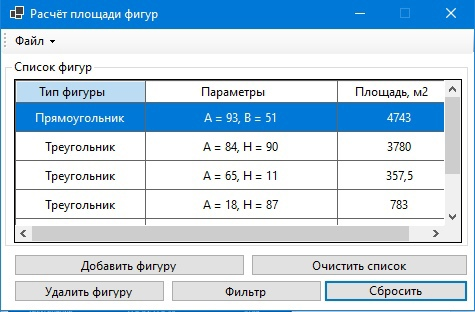 Расчёт площади фигур
Файл
Список фигур
Тип фигуры Параметры Площадь, м2
Прямоугольник A = 93, B = 51 4743
Треугольник A = 84, H = 90 3780
Треугольник A = 65, H = 11 357,5
Треугольник A = 18, H = 87 783
Добавить фигуру Очистить список
Удалить фигуру Фильтр Сбросить